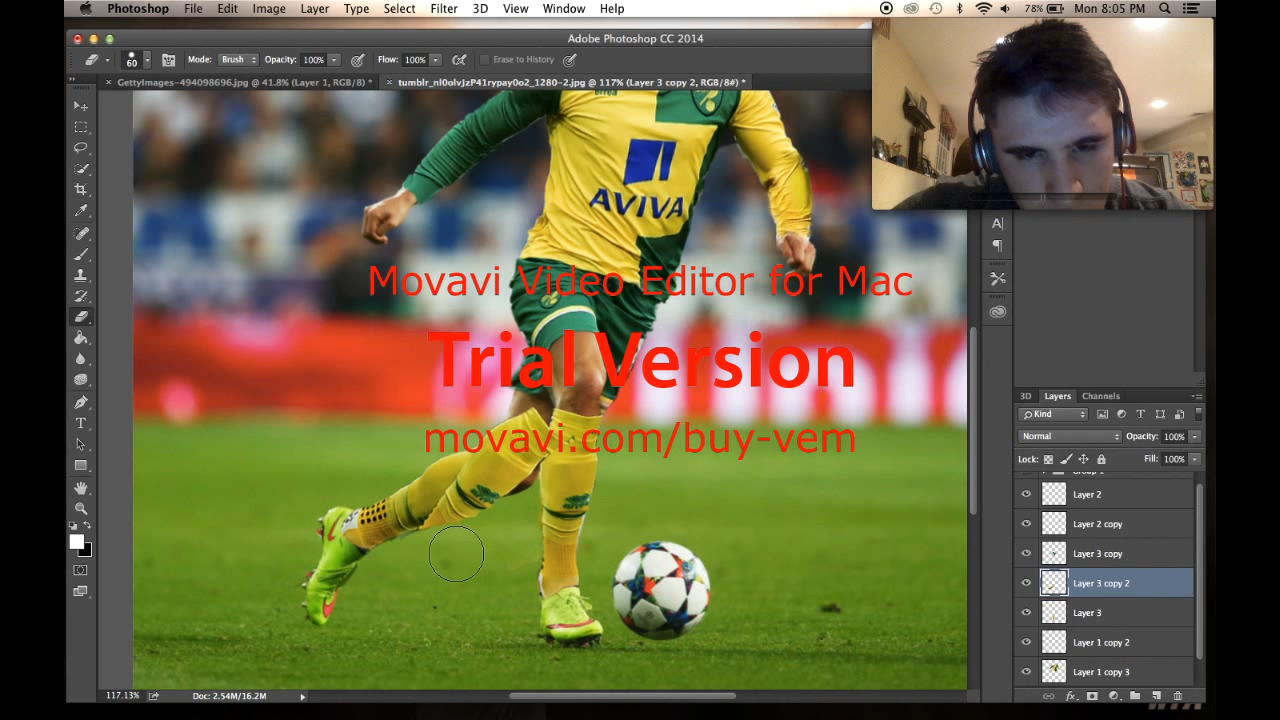 Photoshop File Edit Image Layer Type Select Filter 3D View Window Help 78% Mon 8:05 PM
Adobe Photoshop CC 2014
60 Mode: Brush Opacity: 100% Flow: 100% Erase to History
GettyImages-494098696.jpg @ 41.8% (Layer 1, RGB/8) * tumblr_nl0olvJzP41rypay0o2_1280-2.jpg @ 117% (Layer 3 copy 2, RGB/8#) *
AVIVA
Movavi Video Editor for Mac
Trial Version
movavi.com/buy-vem
3D Layers Channels
Kind
Normal Opacity: 100%
Lock: Fill: 100%
Layer 2
Layer 2 copy
Layer 3 copy
Layer 3 copy 2
Layer 3
Layer 1 copy 2
Layer 1 copy 3
117.13% Doc: 2.54M/16.2M